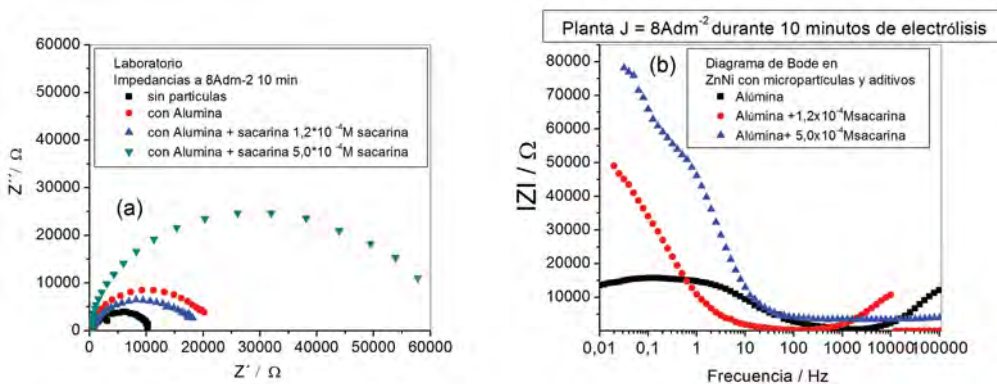 60000
50000
40000
30000
20000
10000
0
Z´´/ Ω
Laboratorio
Impedancias a 8Adm-2 10 min
sin partículas
con Alumina
con Alumina + sacarina 1,2*10 -4M sacarina
con Alumina + sacarina 5,0*10 -4M sacarina
(a)
0 10000 20000 30000 40000 50000 60000
Z´ / Ω
Planta J = 8Adm-2 durante 10 minutos de electrólisis
80000
70000
60000
50000
40000
30000
20000
10000
|Z| / Ω
(b)
Diagrama de Bode en
ZnNi con micropartículas y aditivos
Alúmina
Alúmina +1,2x10-4Msacarina
Alúmina+ 5,0x10-4Msacarina
0,01 0,1 1 10 100 1000 10000 100000
Frecuencia / Hz